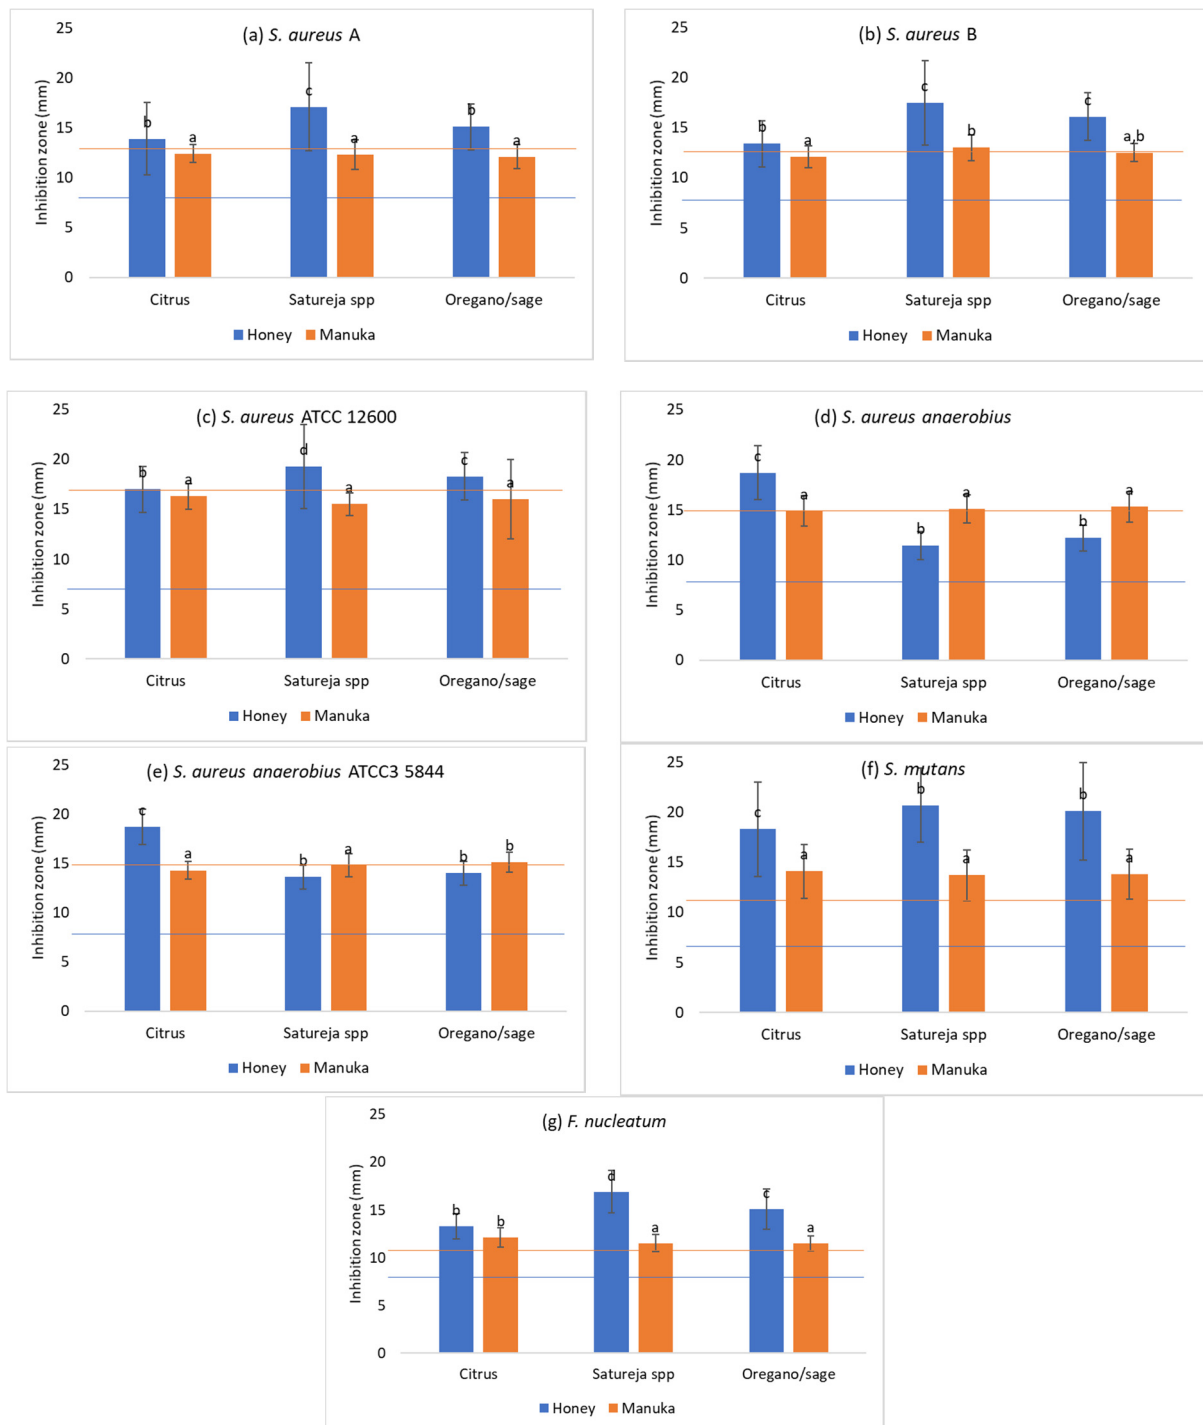 (a) S. aureus A
Inhibition zone (mm)
25
20
15
10
5
0
b
a
c
a
b
a
Citrus
Satureja spp
Oregano/sage
Honey
Manuka
(b) S. aureus B
Inhibition zone (mm)
25
20
15
10
5
0
b
a
c
b
c
a,b
Citrus
Satureja spp
Oregano/sage
Honey
Manuka
(c) S. aureus ATCC 12600
Inhibition zone (mm)
25
20
15
10
5
0
b
a
d
a
c
a
Citrus
Satureja spp
Oregano/sage
Honey
Manuka
(d) S. aureus anaerobius
Inhibition zone (mm)
25
20
15
10
5
0
c
a
b
a
b
a
Citrus
Satureja spp
Oregano/sage
Honey
Manuka
(e) S. aureus anaerobius ATCC3 5844
Inhibition zone (mm)
25
20
15
10
5
0
c
a
b
a
b
b
Citrus
Satureja spp
Oregano/sage
Honey
Manuka
(f) S. mutans
Inhibition zone (mm)
25
20
15
10
5
0
c
a
b
a
b
a
Citrus
Satureja spp
Oregano/sage
Honey
Manuka
(g) F. nucleatum
Inhibition zone (mm)
25
20
15
10
5
0
b
b
d
a
c
a
Citrus
Satureja spp
Oregano/sage
Honey
Manuka